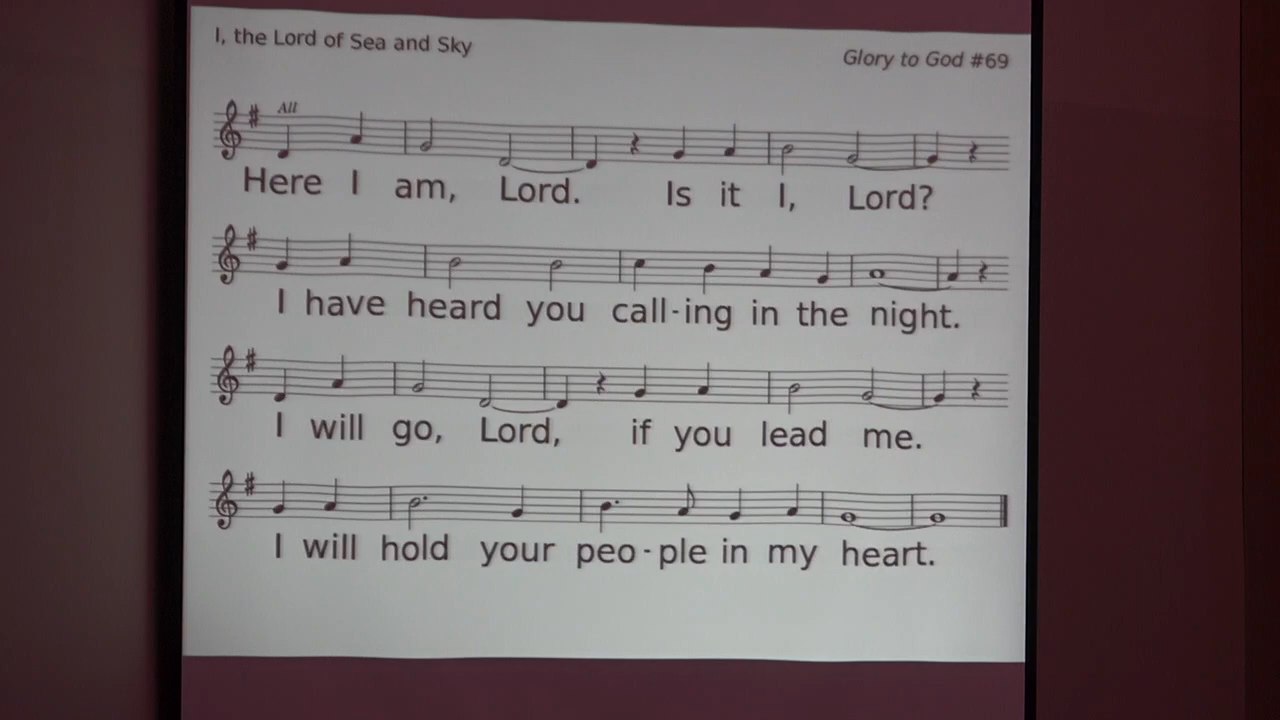 I, the Lord of Sea and Sky
Glory to God #69
All
Here I am, Lord. Is it I, Lord?
I have heard you call-ing in the night.
I will go, Lord, if you lead me.
I will hold your peo-ple in my heart.